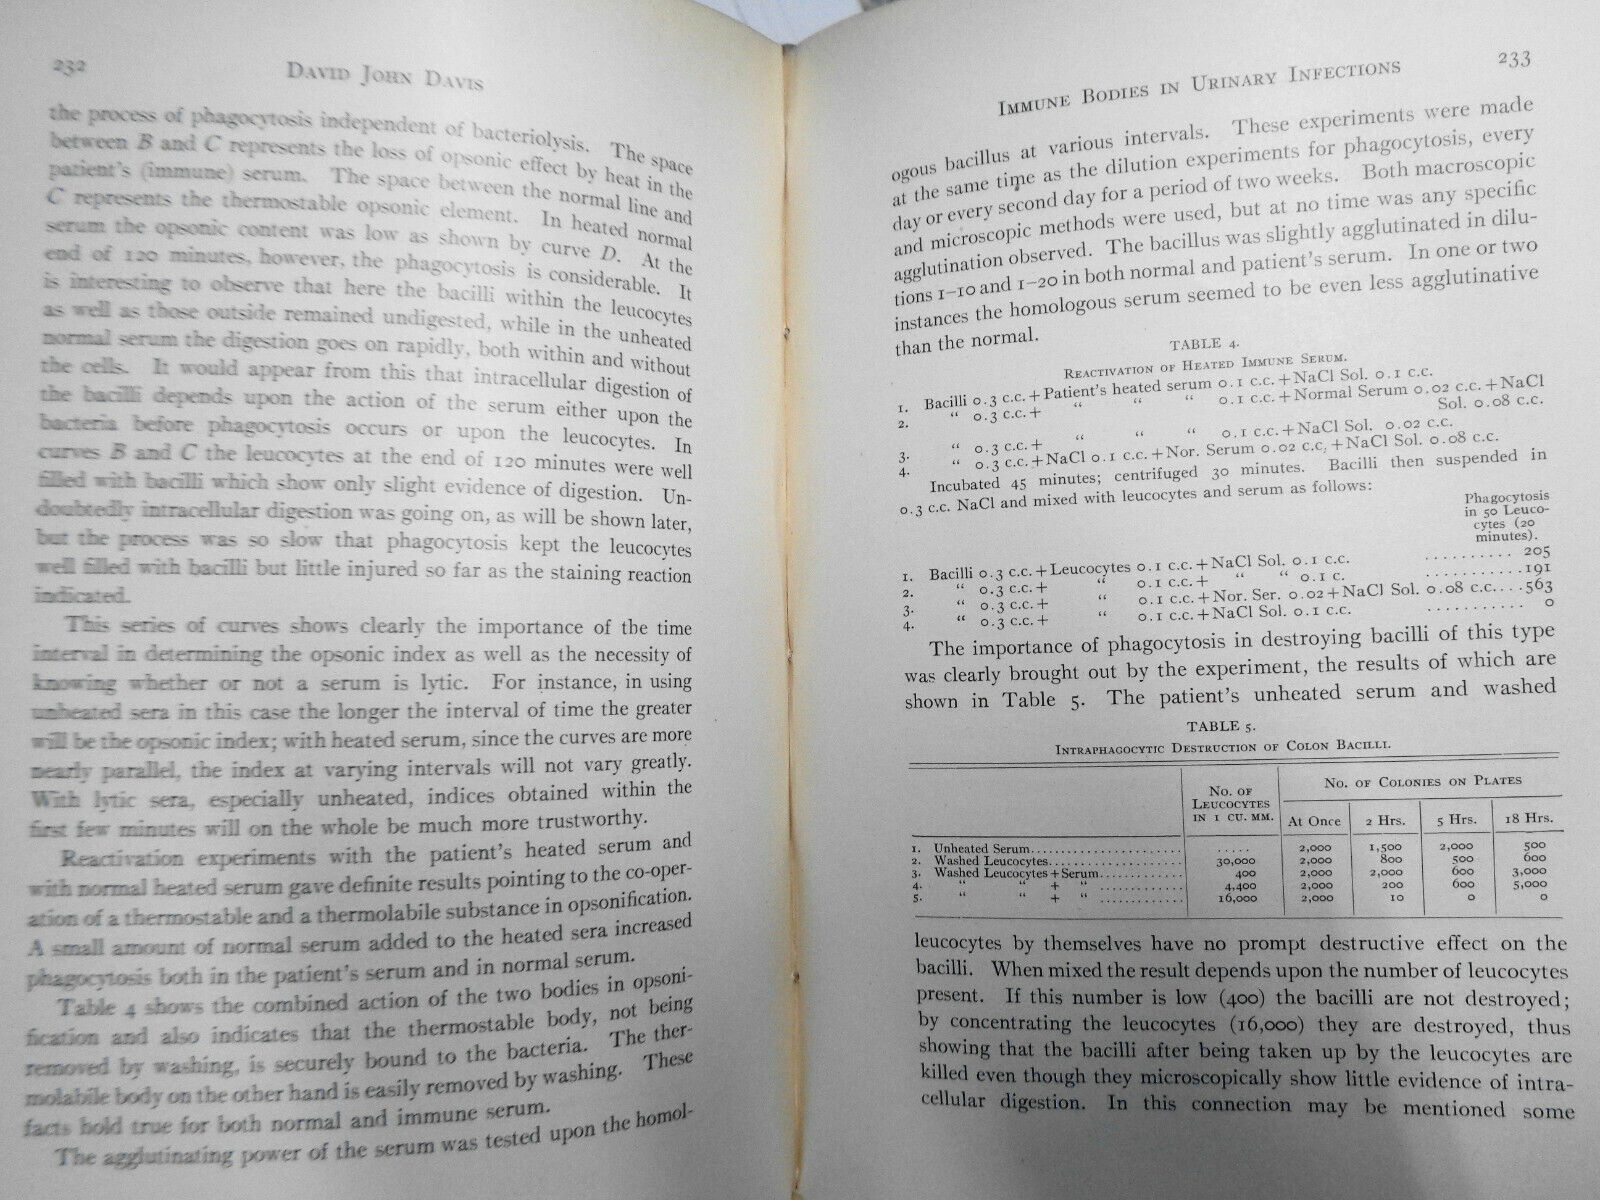 232
DAVID JOHN DAVIS
the process of phagocytosis independent of bacteriolysis. The space
between B and C represents the loss of opsonic effect by heat in the
patient's (immune) serum. The space between the normal line and
C represents the thermostable opsonic element. In heated normal
serum the opsonic content was low as shown by curve D. At the
end of 120 minutes, however, the phagocytosis is considerable. It
is interesting to observe that here the bacilli within the leucocytes
as well as those outside remained undigested, while in the unheated
normal serum the digestion goes on rapidly, both within and without
the cells. It would appear from this that intracellular digestion of
the bacilli depends upon the action of the serum either upon the
bacteria before phagocytosis occurs or upon the leucocytes. In
curves B and C the leucocytes at the end of 120 minutes were well
filled with bacilli which show only slight evidence of digestion. Un-
doubtedly intracellular digestion was going on, as will be shown later,
but the process was so slow that phagocytosis kept the leucocytes
well filled with bacilli but little injured so far as the staining reaction
indicated.
This series of curves shows clearly the importance of the time
interval in determining the opsonic index as well as the necessity of
knowing whether or not a serum is lytic. For instance, in using
unheated sera in this case the longer the interval of time the greater
will be the opsonic index; with heated serum, since the curves are more
nearly parallel, the index at varying intervals will not vary greatly.
With lytic sera, especially unheated, indices obtained within the
first few minutes will on the whole be much more trustworthy.
Reactivation experiments with the patient's heated serum and
with normal heated serum gave definite results pointing to the co-oper-
ation of a thermostable and a thermolabile substance in opsonification.
A small amount of normal serum added to the heated sera increased
phagocytosis both in the patient's serum and in normal serum.
Table 4 shows the combined action of the two bodies in opsoni-
fication and also indicates that the thermostable body, not being
removed by washing, is securely bound to the bacteria. The ther-
molabile body on the other hand is easily removed by washing. These
facts hold true for both normal and immune serum.
The agglutinating power of the serum was tested upon the homol-
IMMUNE BODIES IN URINARY INFECTIONS
233
ogous bacillus at various intervals. These experiments were made
at the same time as the dilution experiments for phagocytosis, every
day or every second day for a period of two weeks. Both macroscopic
and microscopic methods were used, but at no time was any specific
agglutination observed. The bacillus was slightly agglutinated in dilu-
tions 1-10 and 1-20 in both normal and patient's serum. In one or two
instances the homologous serum seemed to be even less agglutinative
than the normal.
TABLE 4.
REACTIVATION OF HEATED IMMUNE SERUM.
1. Bacilli 0.3 c.c.+Patient's heated serum 0.1 c.c.+NaCl Sol. 0.1 c.c.
2. " 0.3 c.c.+ " " " 0.1 c.c.+Normal Serum 0.02 c.c.+NaCl
Sol. 0.08 c.c.
3. " 0.3 c.c.+ " " " 0.1 c.c.+NaCl Sol. 0.02 c.c.
4. " 0.3 c.c.+NaCl 0.1 c.c.+Nor. Serum 0.02 c.c.+NaCl Sol. 0.08 c.c.
Incubated 45 minutes; centrifuged 30 minutes. Bacilli then suspended in
0.3 c.c. NaCl and mixed with leucocytes and serum as follows:
Phagocytosis
in 50 Leuco-
cytes (20
minutes).
1. Bacilli 0.3 c.c.+Leucocytes 0.1 c.c.+NaCl Sol. 0.1 c.c. .......... 205
2. " 0.3 c.c.+ " 0.1 c.c.+ " " 0.1 c. ...........191
3. " 0.3 c.c.+ " 0.1 c.c.+Nor. Ser. 0.02+NaCl Sol. 0.08 c.c....563
4. " 0.3 c.c.+ " 0.1 c.c.+NaCl Sol. 0.1 c.c. ........... 0
The importance of phagocytosis in destroying bacilli of this type
was clearly brought out by the experiment, the results of which are
shown in Table 5. The patient's unheated serum and washed
TABLE 5.
INTRAPHAGOCYTIC DESTRUCTION OF COLON BACILLI.
No. of Leucocytes in 1 cu. mm. No. of Colonies on Plates
At Once 2 Hrs. 5 Hrs. 18 Hrs.
1. Unheated Serum.................... ..... 2,000 1,500 2,000 500
2. Washed Leucocytes.................. 30,000 2,000 800 500 600
3. Washed Leucocytes+Serum............ 400 2,000 2,000 600 3,000
4. " " + " ............ 4,400 2,000 200 600 5,000
5. " " + " ............ 16,000 2,000 10 0 0
leucocytes by themselves have no prompt destructive effect on the
bacilli. When mixed the result depends upon the number of leucocytes
present. If this number is low (400) the bacilli are not destroyed;
by concentrating the leucocytes (16,000) they are destroyed, thus
showing that the bacilli after being taken up by the leucocytes are
killed even though they microscopically show little evidence of intra-
cellular digestion. In this connection may be mentioned some